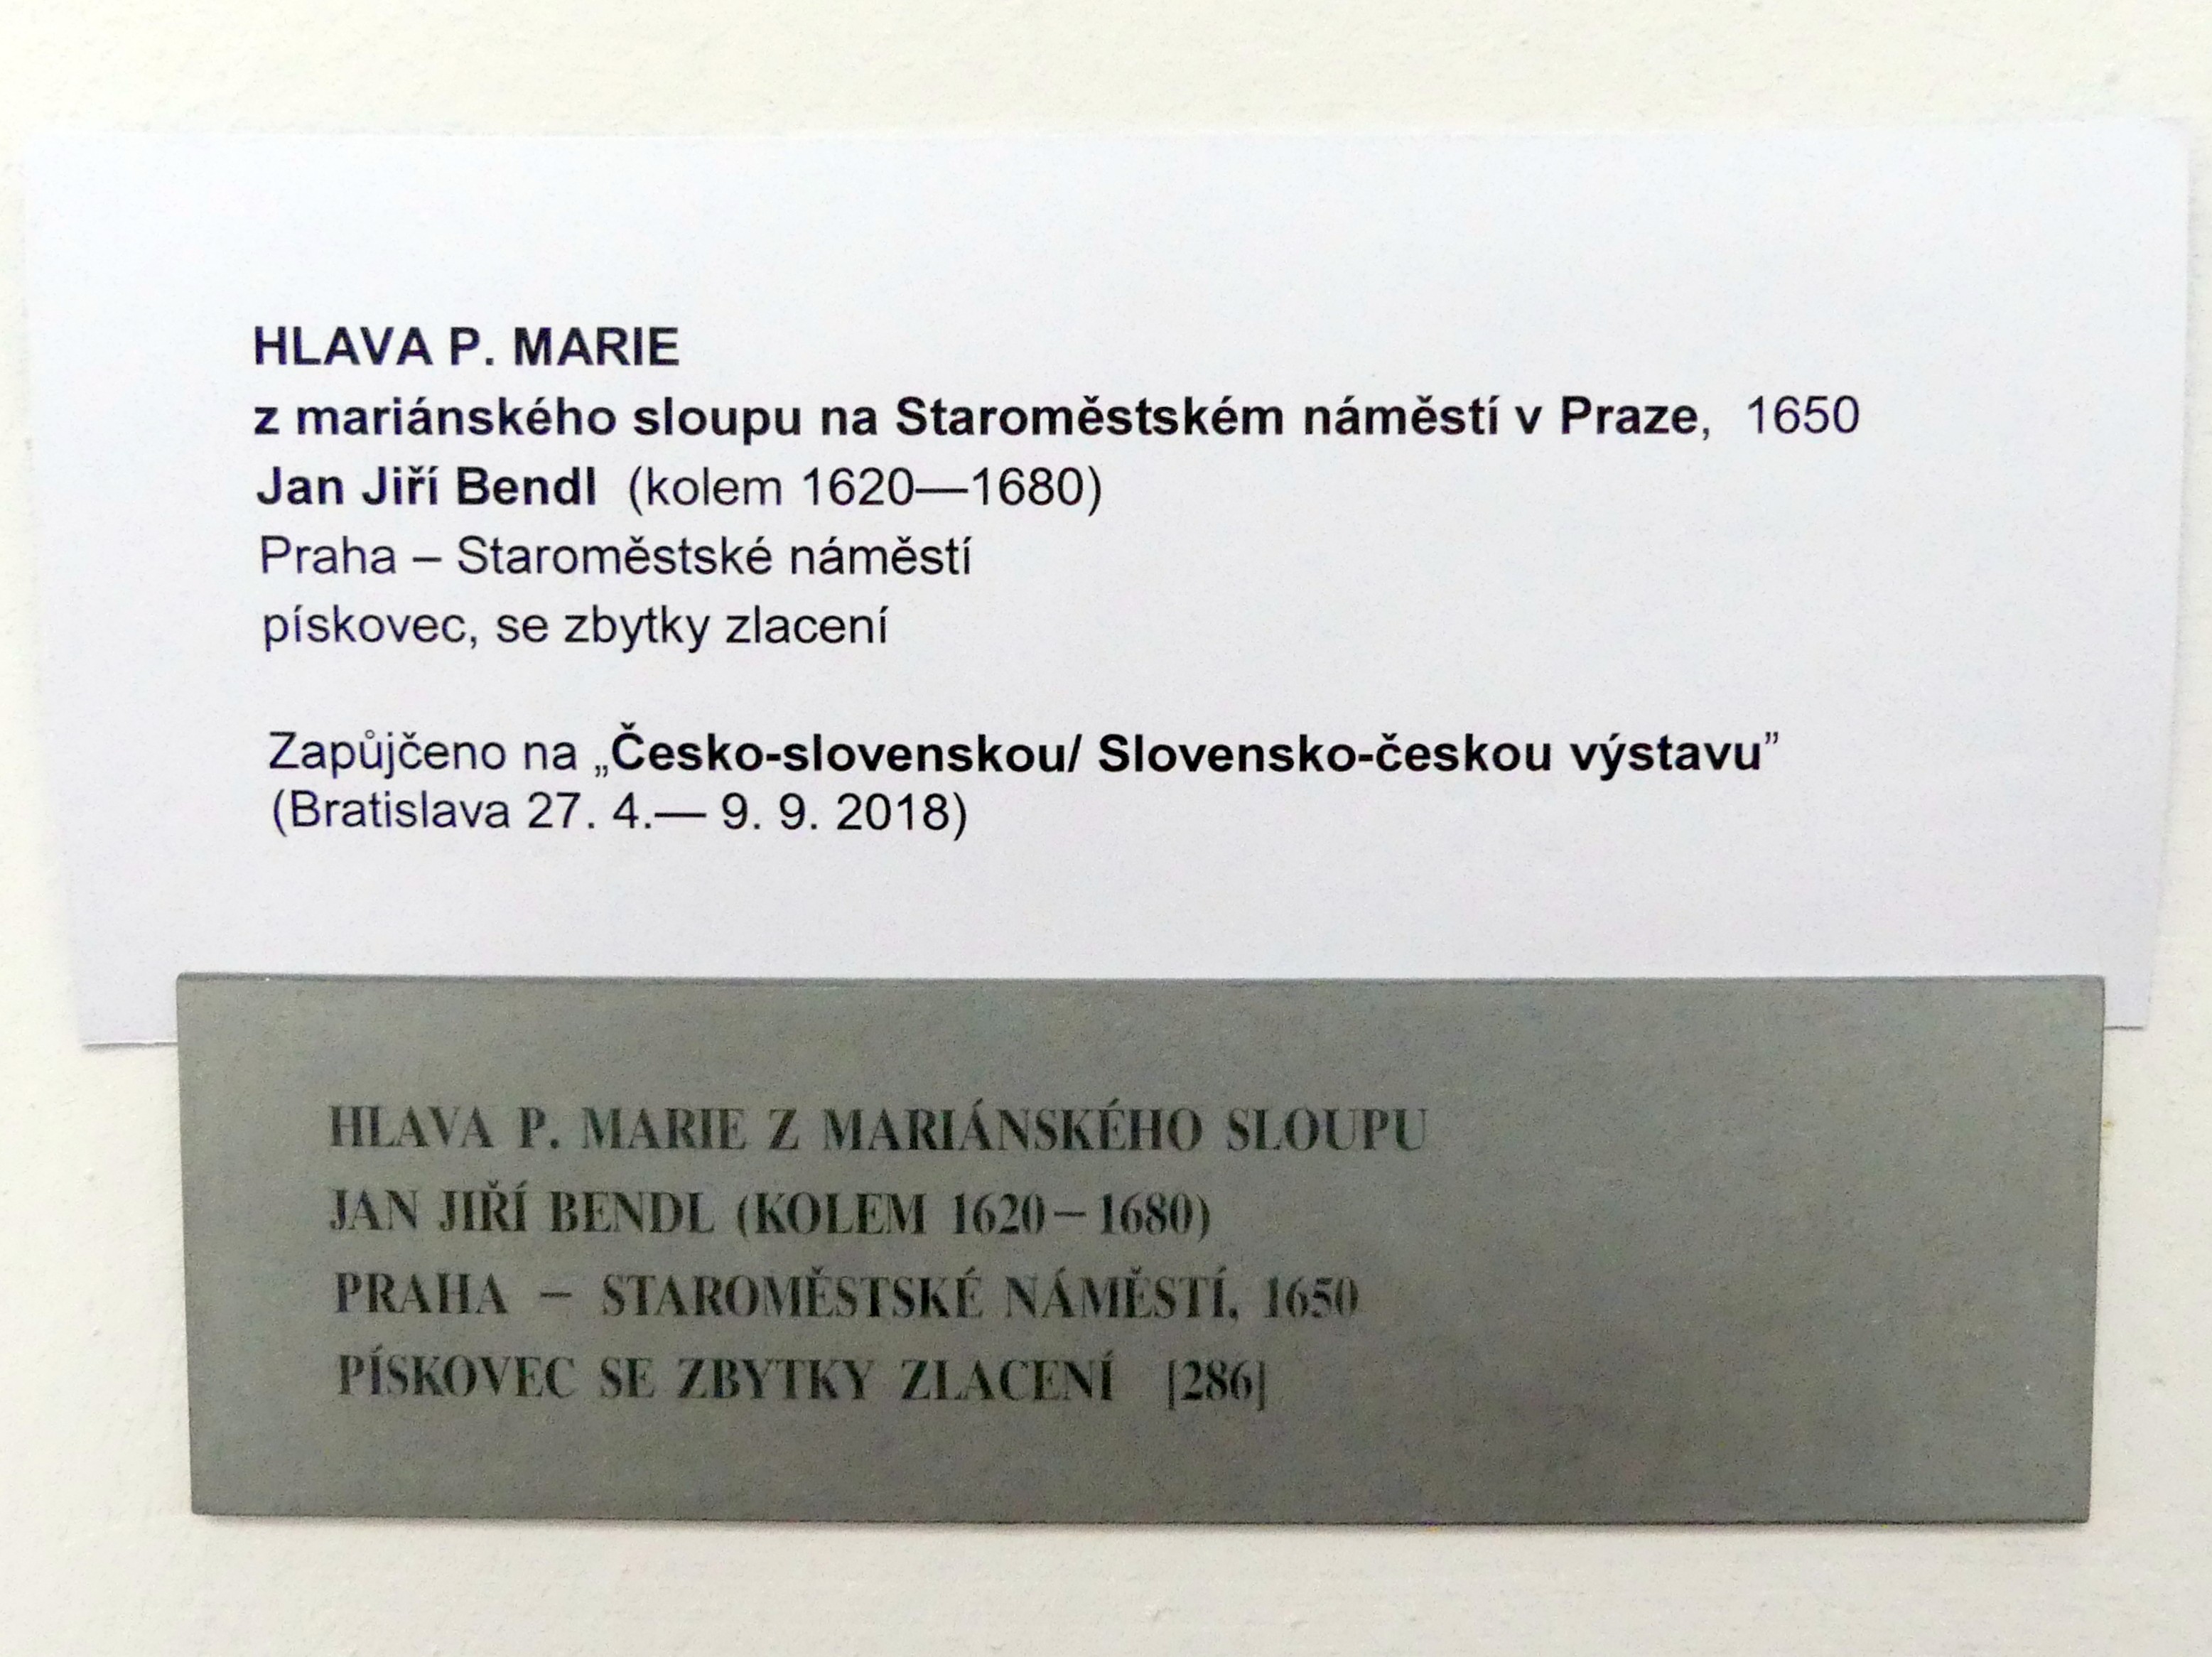 HLAVA P. MARIE
z mariánského sloupu na Staroměstském náměstí v Praze, 1650
Jan Jiří Bendl (kolem 1620—1680)
Praha – Staroměstské náměstí
pískovec, se zbytky zlacení
Zapůjčeno na „Česko-slovenskou/ Slovensko-českou výstavu”
(Bratislava 27. 4.— 9. 9. 2018)
HLAVA P. MARIE Z MARIÁNSKÉHO SLOUPU
JAN JIŘÍ BENDL (KOLEM 1620 – 1680)
PRAHA – STAROMĚSTSKÉ NÁMĚSTÍ, 1650
PÍSKOVEC SE ZBYTKY ZLACENÍ [286]